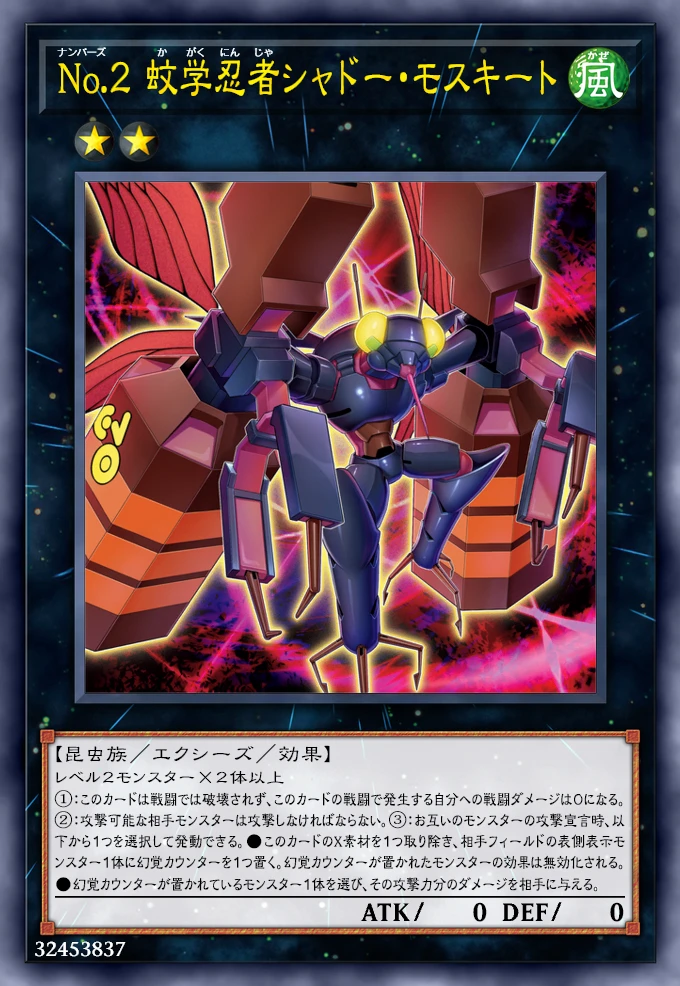 ナンバーズ か がく にん じゃ
No.2 蚊学忍者シャドー・モスキート
かぜ
風
【昆虫族／エクシーズ／効果】
レベル2モンスター×2体以上
①：このカードは戦闘では破壊されず、このカードの戦闘で発生する自分への戦闘ダメージは0になる。
②：攻撃可能な相手モンスターは攻撃しなければならない。③：お互いのモンスターの攻撃宣言時、以
下から1つを選択して発動できる。●このカードのX素材を1つ取り除き、相手フィールドの表側表示モ
ンスター1体に幻覚カウンターを1つ置く。幻覚カウンターが置かれたモンスターの効果は無効化される。
●幻覚カウンターが置かれているモンスター1体を選び、その攻撃力分のダメージを相手に与える。
ATK/ 0 DEF/ 0
32453837